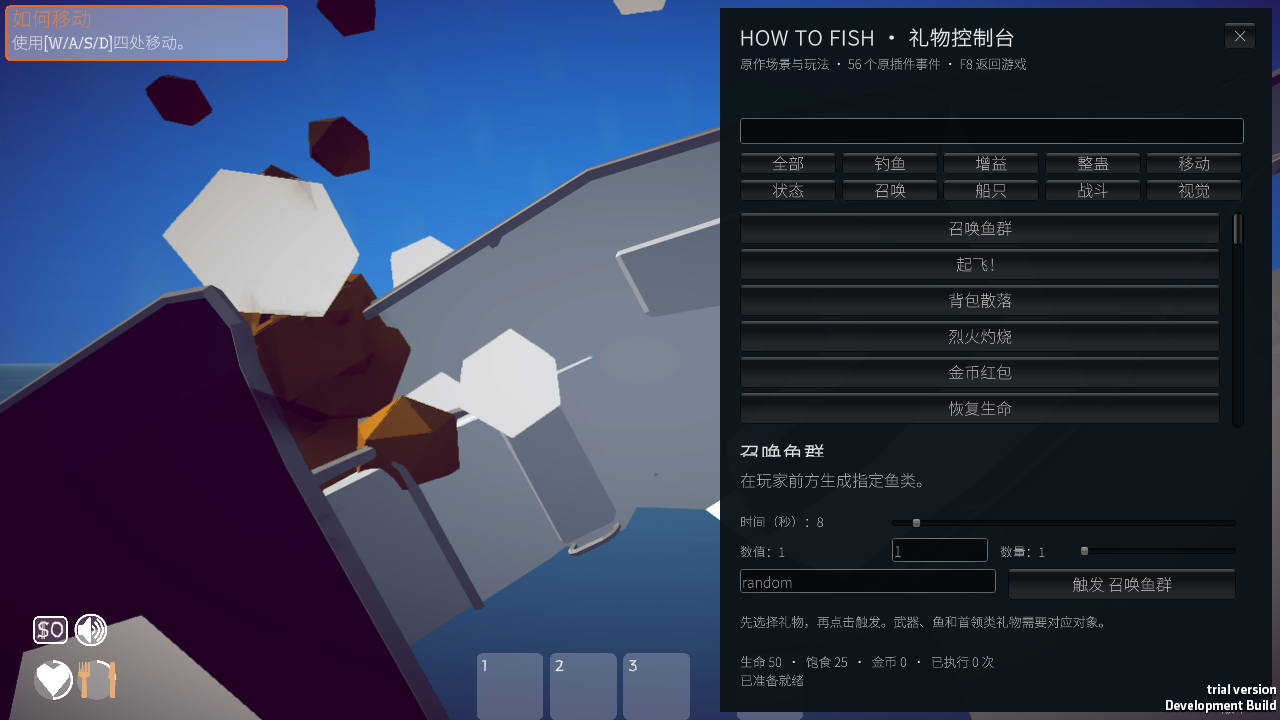 如何移动
使用[W/A/S/D]四处移动。
HOW TO FISH • 礼物控制台
原作场景与玩法 • 56 个原插件事件 • F8 返回游戏
全部 钓鱼 增益 整蛊 移动
状态 召唤 船只 战斗 视觉
召唤鱼群
起飞！
背包散落
烈火灼烧
金币红包
恢复生命
召唤鱼群
在玩家前方生成指定鱼类。
时间（秒）: 8
数值: 1 1 数量: 1
random 触发 召唤鱼群
先选择礼物，再点击触发。武器、鱼和首领类礼物需要对应对象。
生命 50 • 饱食 25 • 金币 0 • 已执行 0 次
已准备就绪
$0
1 2 3
trial version
Development Build